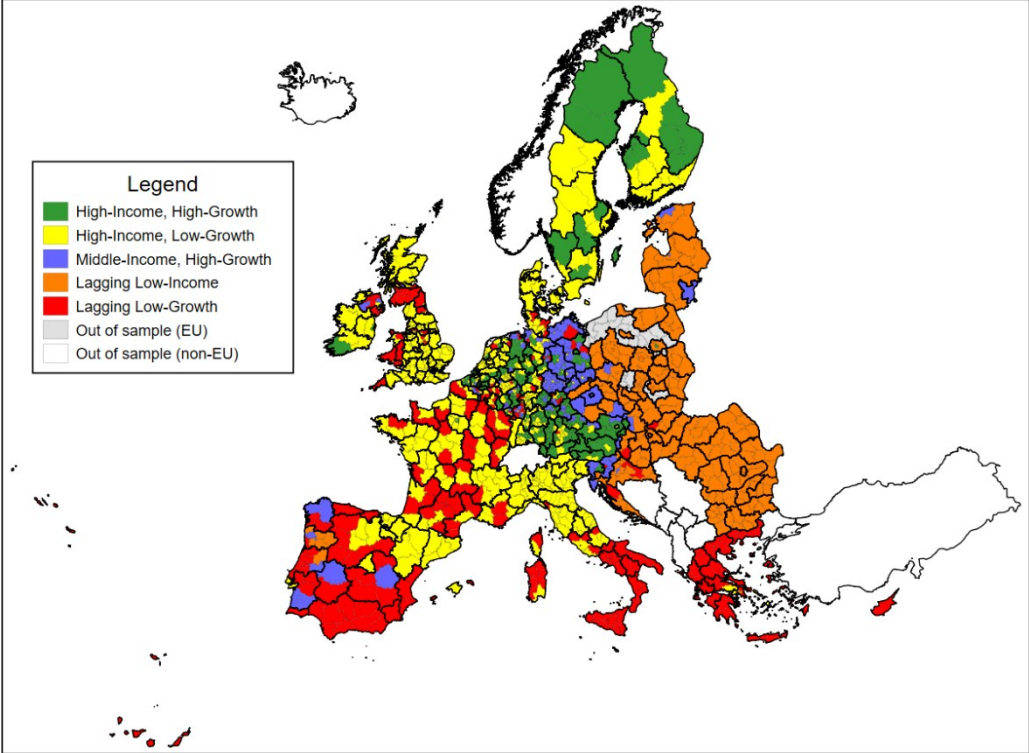 Legend
High-Income, High-Growth
High-Income, Low-Growth
Middle-Income, High-Growth
Lagging Low-Income
Lagging Low-Growth
Out of sample (EU)
Out of sample (non-EU)